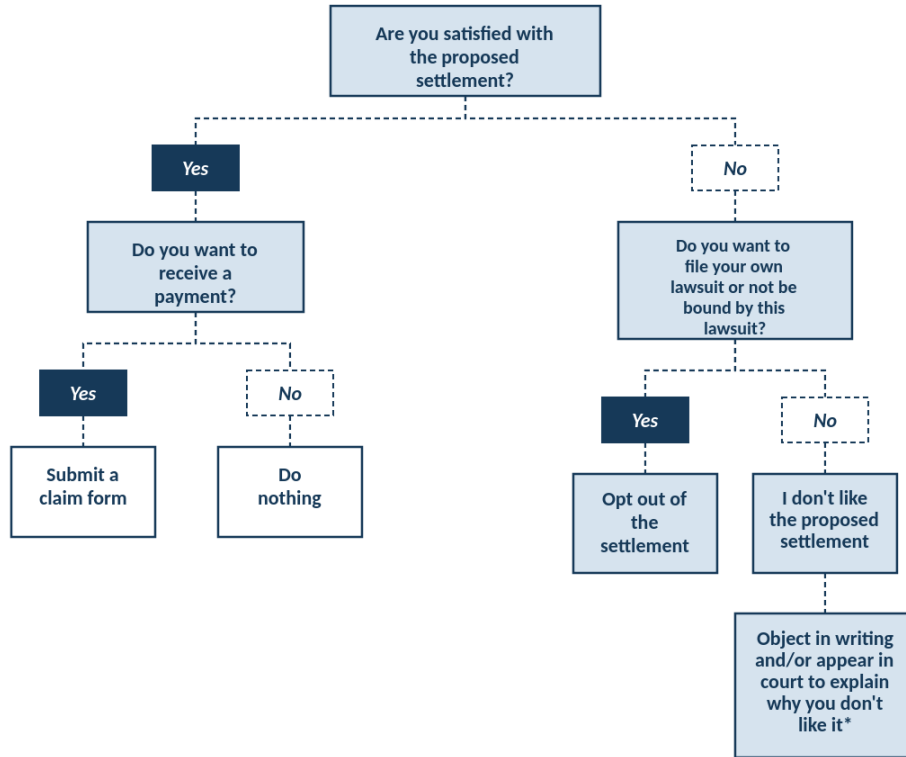 Are you satisfied with
the proposed
settlement?
Yes
No
Do you want to
receive a
payment?
Do you want to
file your own
lawsuit or not be
bound by this
lawsuit?
Yes
No
Yes
No
Submit a
claim form
Do
nothing
Opt out of
the
settlement
I don't like
the proposed
settlement
Object in writing
and/or appear in
court to explain
why you don't
like it*